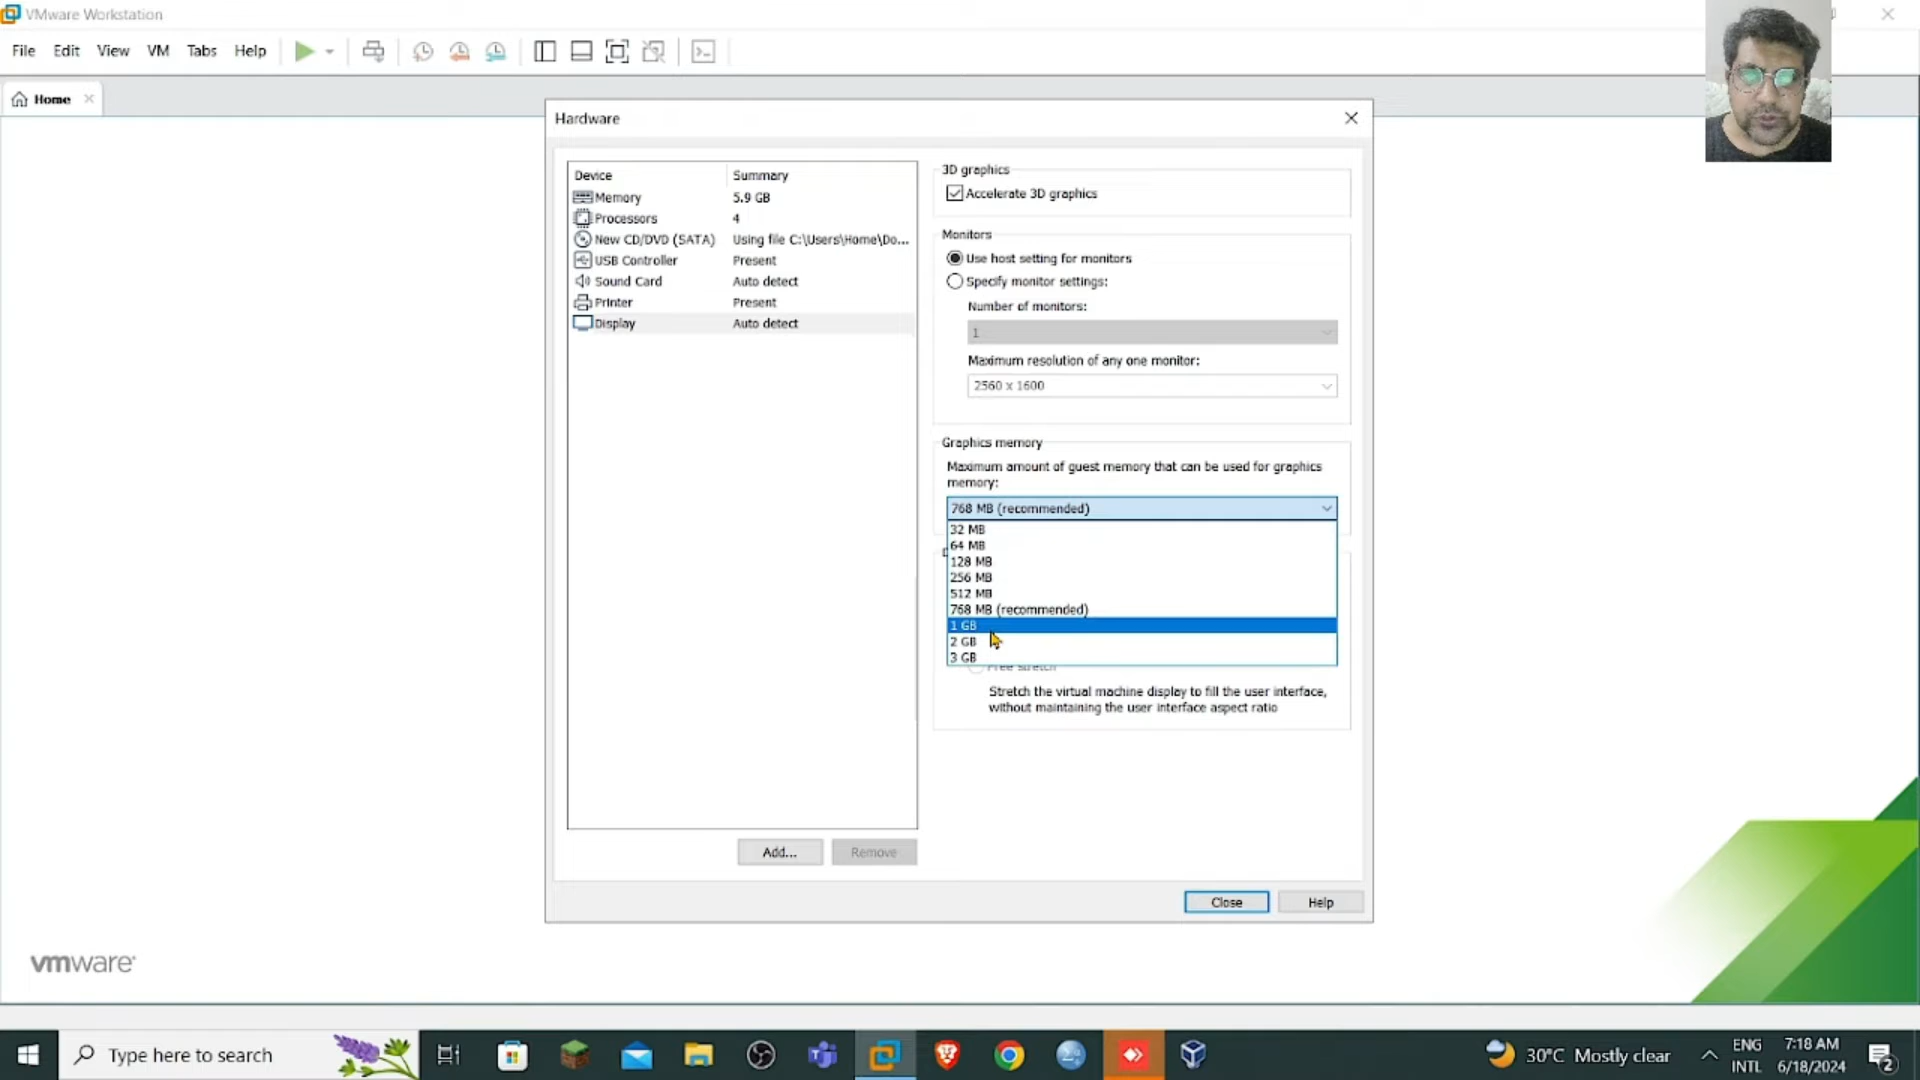 VMware Workstation
File Edit View VM Tabs Help
Home
Hardware
Device Summary
Memory 5.9 GB
Processors 4
New CD/DVD (SATA) Using file C:\Users\Home\Do...
USB Controller Present
Sound Card Auto detect
Printer Present
Display Auto detect
Add... Remove
3D graphics
Accelerate 3D graphics
Monitors
Use host setting for monitors
Specify monitor settings:
Number of monitors:
1
Maximum resolution of any one monitor:
2560 x 1600
Graphics memory
Maximum amount of guest memory that can be used for graphics
memory:
768 MB (recommended)
32 MB
64 MB
128 MB
256 MB
512 MB
768 MB (recommended)
1 GB
2 GB
3 GB
Free stretch
Stretch the virtual machine display to fill the user interface,
without maintaining the user interface aspect ratio
Close Help
vmware
Type here to search
30°C Mostly clear
ENG
INTL
7:18 AM
6/18/2024
2